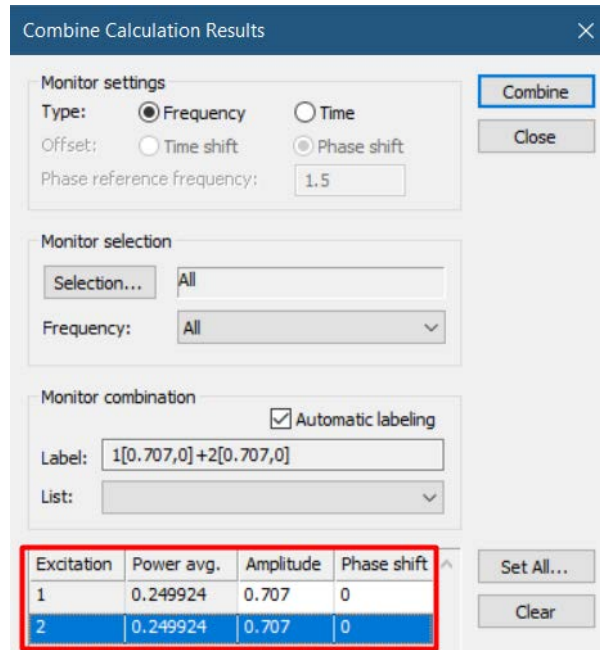 Combine Calculation Results
Monitor settings
Type: Frequency Time
Offset: Time shift Phase shift
Phase reference frequency: 1.5
Combine
Close
Monitor selection
Selection... All
Frequency: All
Monitor combination
Automatic labeling
Label: 1[0.707,0]+2[0.707,0]
List:
Excitation Power avg. Amplitude Phase shift
1 0.249924 0.707 0
2 0.249924 0.707 0
Set All...
Clear